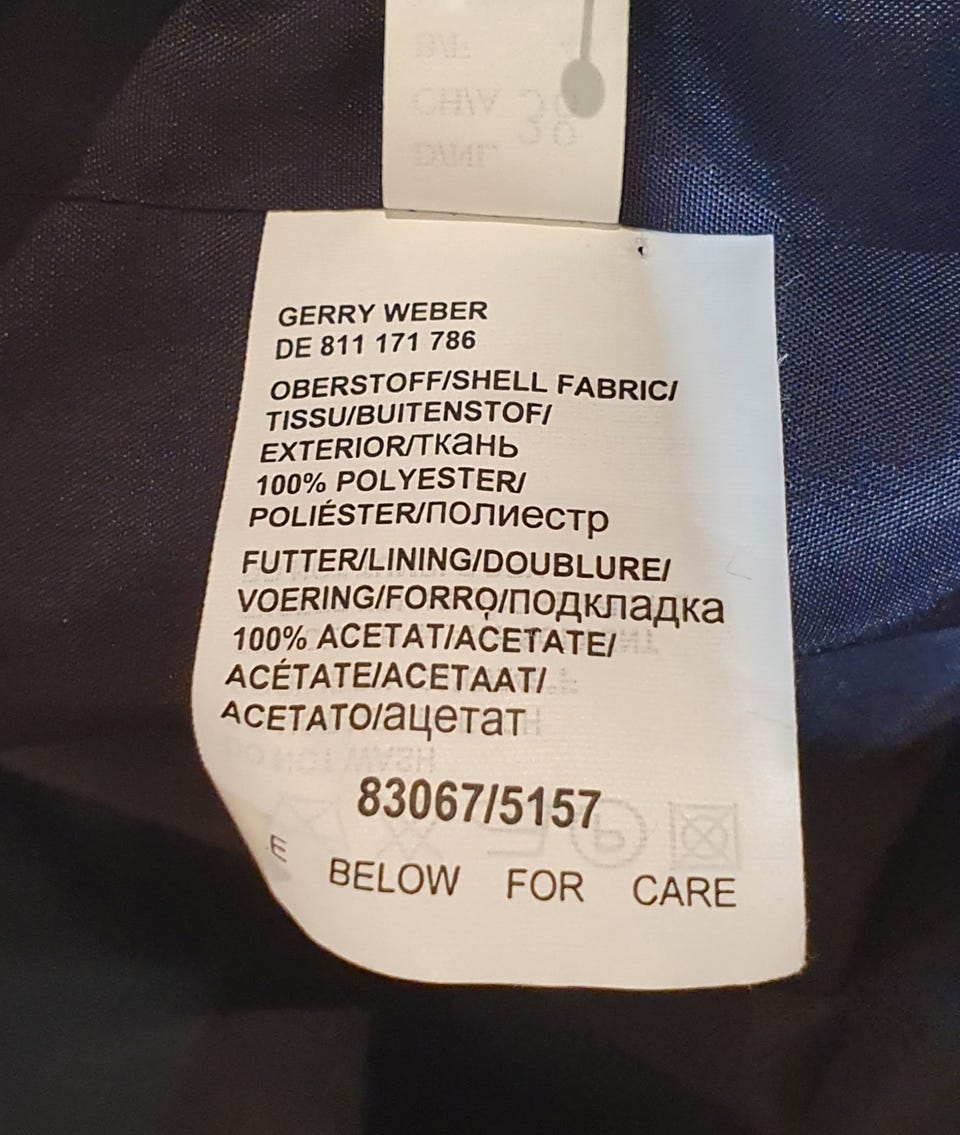 GERRY WEBER
DE 811 171 786
OBERSTOFF/SHELL FABRIC/
TISSU/BUITENSTOF/
EXTERIOR/ткань
100% POLYESTER/
POLIÉSTER/полиестр
FUTTER/LINING/DOUBLURE/
VOERING/FORRO/подкладка
100% ACETAT/ACETATE/
ACÉTATE/ACETAAT/
ACETATO/ацетат
83067/5157
E BELOW FOR CARE